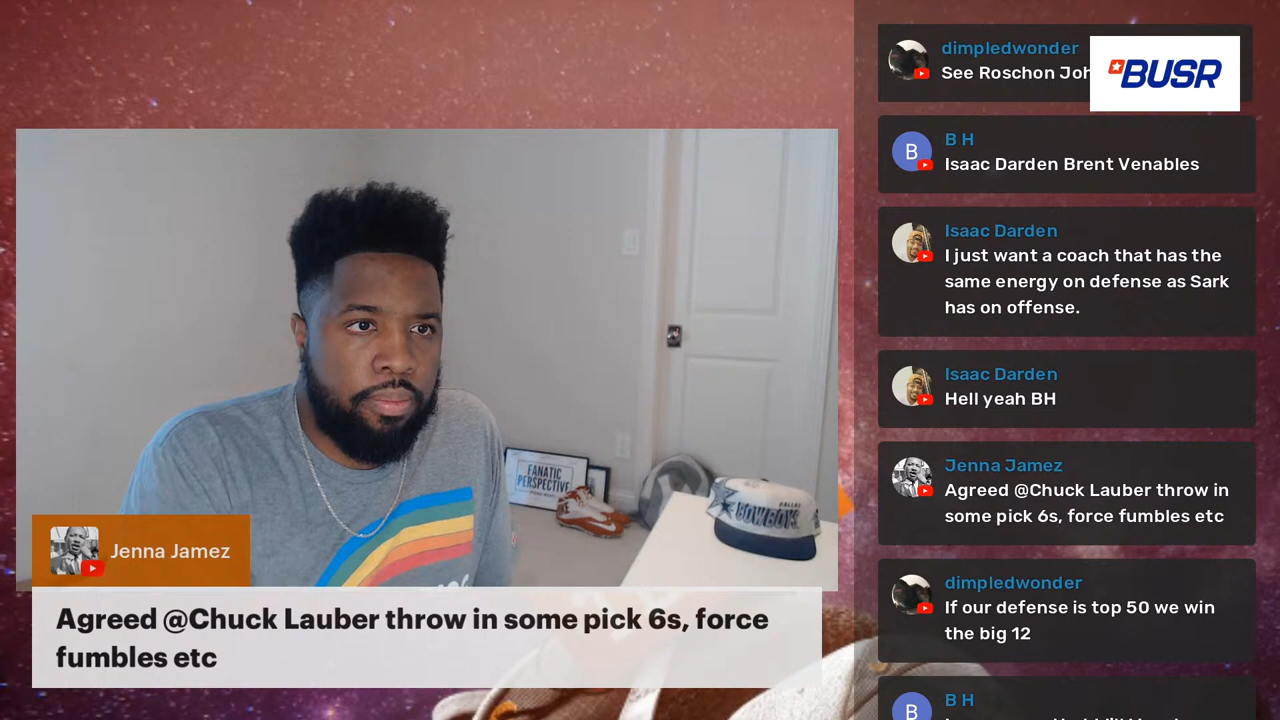 dimpledwonder
See Roschon Joh
BUSR
B H
Isaac Darden Brent Venables
Isaac Darden
I just want a coach that has the
same energy on defense as Sark
has on offense.
Isaac Darden
Hell yeah BH
Jenna Jamez
Agreed @Chuck Lauber throw in
some pick 6s, force fumbles etc
dimpledwonder
If our defense is top 50 we win
the big 12
B H
B
B
FANATIC
PERSPECTIVE
DALLAS
COWBOYS
Jenna Jamez
Agreed @Chuck Lauber throw in some pick 6s, force
fumbles etc